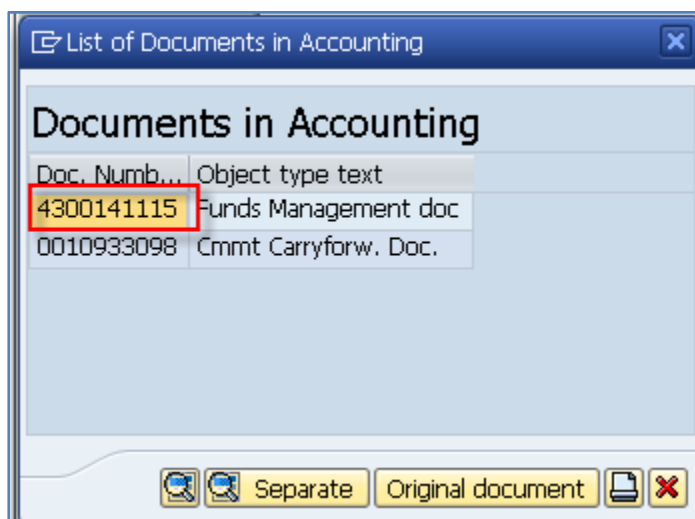 List of Documents in Accounting
Documents in Accounting
Doc. Numb... Object type text
4300141115 Funds Management doc
0010933098 Cmmt Carryforw. Doc.
Separate Original document